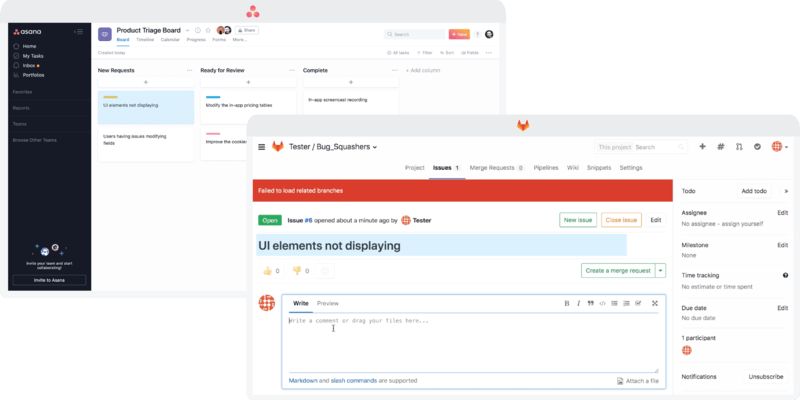 asana
Home
My Tasks
Inbox
Portfolios
Favorites
Reports
Teams
Browse Other Teams
Invite your team and start
collaborating!
Invite to Asana
Product Triage Board
Share
Search
+ New
?
Board Timeline Calendar Progress Forms More...
Created today
All tasks Filter Sort Fields
New Requests
+
UI elements not displaying
Users having issues modifying
fields
Ready for Review
+
Modify the in-app pricing tables
Improve the cookies
Complete
+
In-app screencast recording
+ Add column
Tester / Bug_Squashers
This project Search
Project Issues 1 Merge Requests 0 Pipelines Wiki Snippets Settings
Failed to load related branches
Open Issue #6 opened about a minute ago by Tester
New issue Close issue Edit
UI elements not displaying
0 0
Create a merge request
Write Preview
B I
Write a comment or drag your files here...
Markdown and slash commands are supported
Attach a file
Todo Add todo »
Assignee Edit
No assignee - assign yourself
Milestone Edit
None
Time tracking
No estimate or time spent
Due date Edit
No due date
1 participant
Notifications Unsubscribe